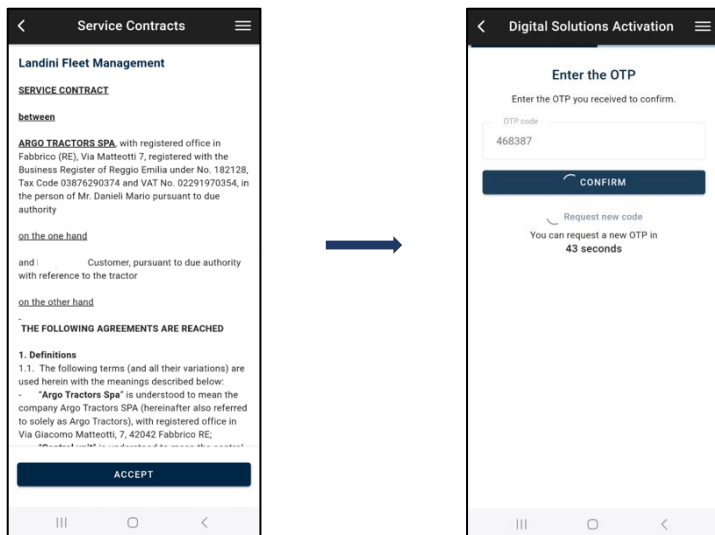 Service Contracts
Landini Fleet Management
SERVICE CONTRACT
between
ARGO TRACTORS SPA, with registered office in
Fabbrico (RE), Via Matteotti 7, registered with the
Business Register of Reggio Emilia under No. 182128,
Tax Code 03876290374 and VAT No. 02291970354, in
the person of Mr. Danieli Mario pursuant to due
authority
on the one hand
and Customer, pursuant to due authority
with reference to the tractor
on the other hand
-
THE FOLLOWING AGREEMENTS ARE REACHED
1. Definitions
1.1. The following terms (and all their variations) are
used herein with the meanings described below:
- "Argo Tractors Spa" is understood to mean the
company Argo Tractors SPA (hereinafter also referred
to solely as Argo Tractors), with registered office in
Via Giacomo Matteotti, 7, 42042 Fabbrico RE;
"Control unit" is understood to mean the control
ACCEPT
Digital Solutions Activation
Enter the OTP
Enter the OTP you received to confirm.
OTP code
468387
CONFIRM
Request new code
You can request a new OTP in
43 seconds